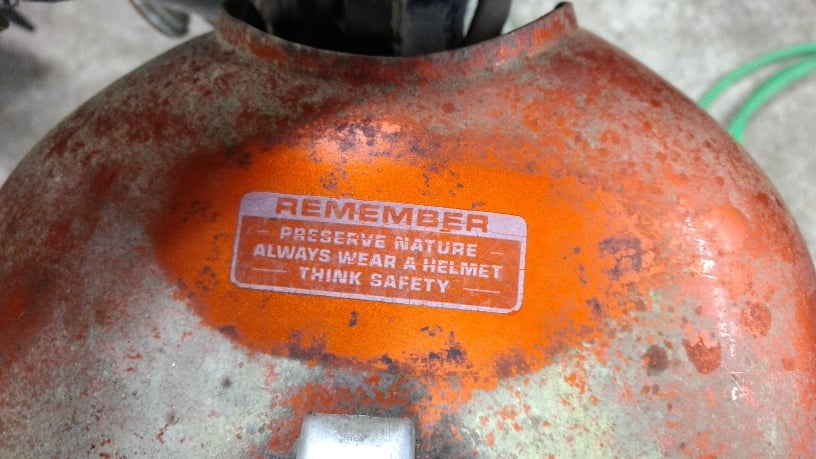 REMEMBER
PRESERVE NATURE
ALWAYS WEAR A HELMET
THINK SAFETY